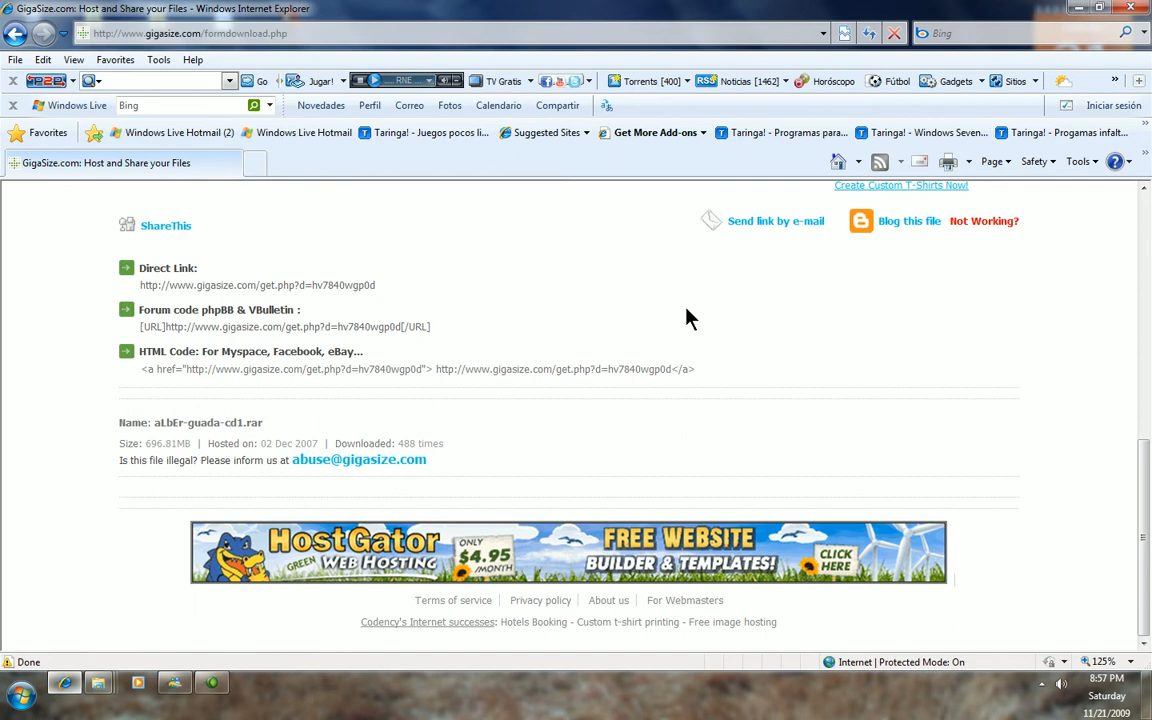 GigaSize.com: Host and Share your Files - Windows Internet Explorer
http://www.gigasize.com/formdownload.php
Bing
File Edit View Favorites Tools Help
P2P Go Jugar! RNE TV Gratis Torrents [400] RSS Noticias [1462] Horóscopo Fútbol Gadgets Sitios »
Windows Live Bing Novedades Perfil Correo Fotos Calendario Compartir Iniciar sesión
Favorites Windows Live Hotmail (2) Windows Live Hotmail Taringa! - Juegos pocos li... Suggested Sites Get More Add-ons Taringa! - Programas para... Taringa! - Windows Seven... Taringa! - Progamas infalt...
GigaSize.com: Host and Share your Files Page Safety Tools »
Create Custom T-Shirts Now!
ShareThis Send link by e-mail Blog this file Not Working?
Direct Link:
http://www.gigasize.com/get.php?d=hv7840wgp0d
Forum code phpBB & VBulletin :
[URL]http://www.gigasize.com/get.php?d=hv7840wgp0d[/URL]
HTML Code: For Myspace, Facebook, eBay...
<a href="http://www.gigasize.com/get.php?d=hv7840wgp0d"> http://www.gigasize.com/get.php?d=hv7840wgp0d</a>
Name: aLbEr-guada-cd1.rar
Size: 696.81MB | Hosted on: 02 Dec 2007 | Downloaded: 488 times
Is this file illegal? Please inform us at abuse@gigasize.com
HostGator ONLY $4.95 /MONTH FREE WEBSITE
GREEN WEB HOSTING BUILDER & TEMPLATES! CLICK HERE
Terms of service | Privacy policy | About us | For Webmasters
Codency's Internet successes: Hotels Booking - Custom t-shirt printing - Free image hosting
Done Internet | Protected Mode: On 125%
8:57 PM
Saturday
11/21/2009